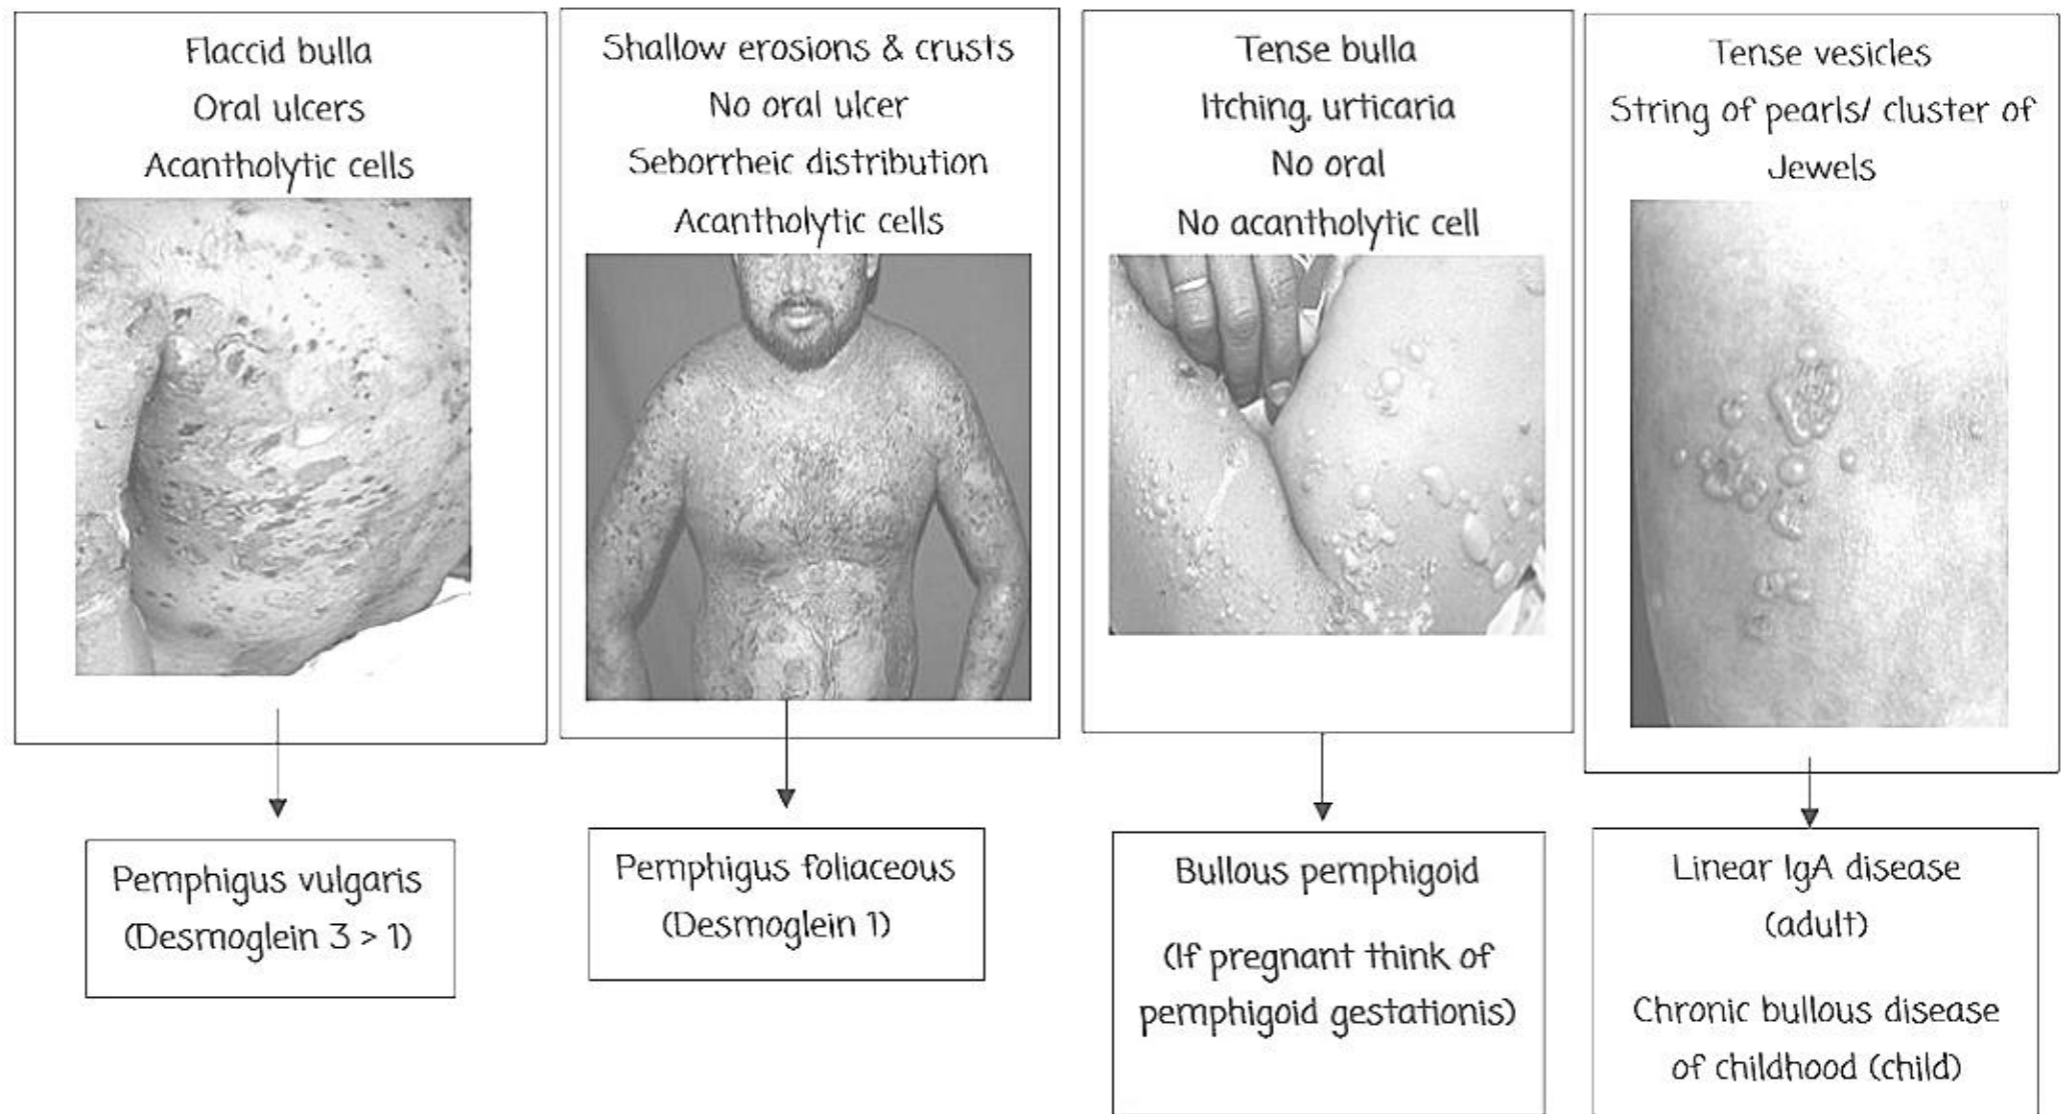 Flaccid bulla
Oral ulcers
Acantholytic cells
Pemphigus vulgaris
(Desmoglein 3 > 1)
Shallow erosions & crusts
No oral ulcer
Seborrheic distribution
Acantholytic cells
Pemphigus foliaceous
(Desmoglein 1)
Tense bulla
Itching, urticaria
No oral
No acantholytic cell
Bullous pemphigoid
(If pregnant think of
pemphigoid gestationis)
Tense vesicles
String of pearls/ cluster of
Jewels
Linear IgA disease
(adult)
Chronic bullous disease
of childhood (child)